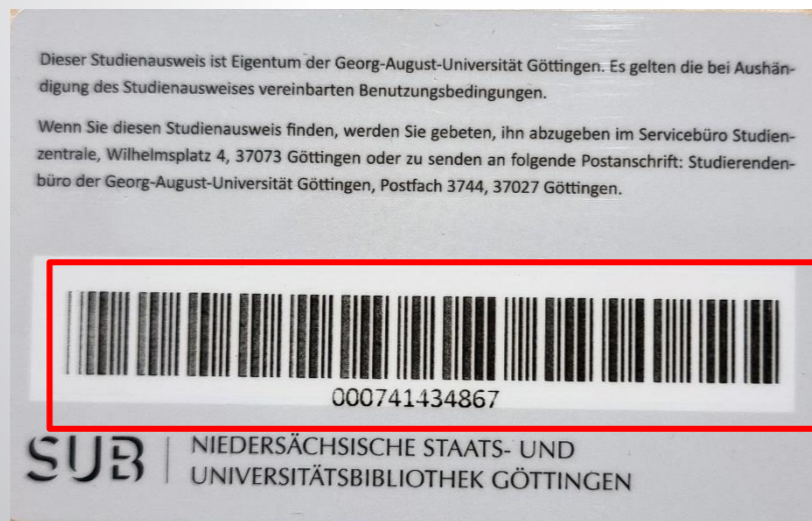 Dieser Studienausweis ist Eigentum der Georg-August-Universität Göttingen. Es gelten die bei Aushän-
digung des Studienausweises vereinbarten Benutzungsbedingungen.
Wenn Sie diesen Studienausweis finden, werden Sie gebeten, ihn abzugeben im Servicebüro Studien-
zentrale, Wilhelmsplatz 4, 37073 Göttingen oder zu senden an folgende Postanschrift: Studierenden-
büro der Georg-August-Universität Göttingen, Postfach 3744, 37027 Göttingen.
000741434867
SUB NIEDERSÄCHSISCHE STAATS- UND
UNIVERSITÄTSBIBLIOTHEK GÖTTINGEN